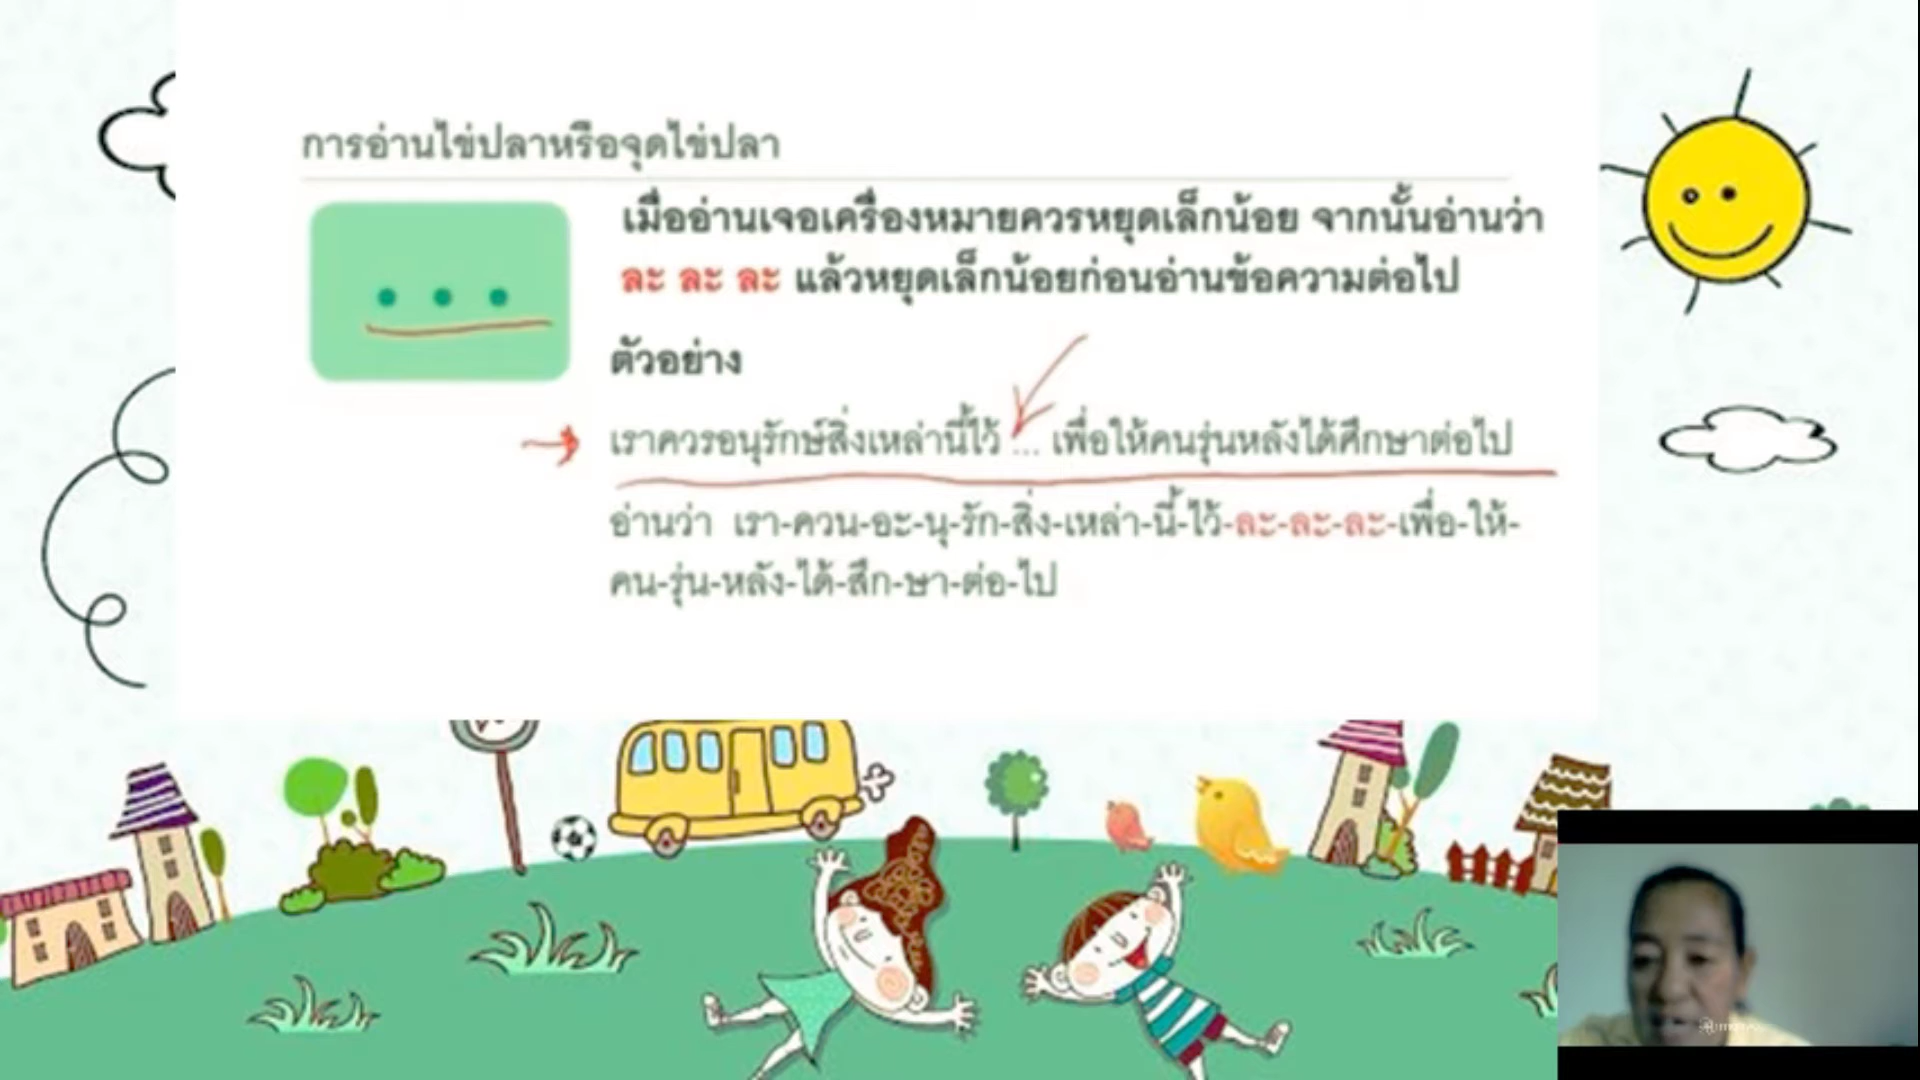 การอ่านไข่ปลาหรือจุดไข่ปลา
เมื่ออ่านเจอเครื่องหมายควรหยุดเล็กน้อย จากนั้นอ่านว่า
ละ ละ ละ แล้วหยุดเล็กน้อยก่อนอ่านข้อความต่อไป
ตัวอย่าง
เราควรอนุรักษ์สิ่งเหล่านี้ไว้ ... เพื่อให้คนรุ่นหลังได้ศึกษาต่อไป
อ่านว่า เรา-ควน-อะ-นุ-รัก-สิ่ง-เหล่า-นี้-ไว้-ละ-ละ-ละ-เพื่อ-ให้-
คน-รุ่น-หลัง-ได้-สึก-ษา-ต่อ-ไป